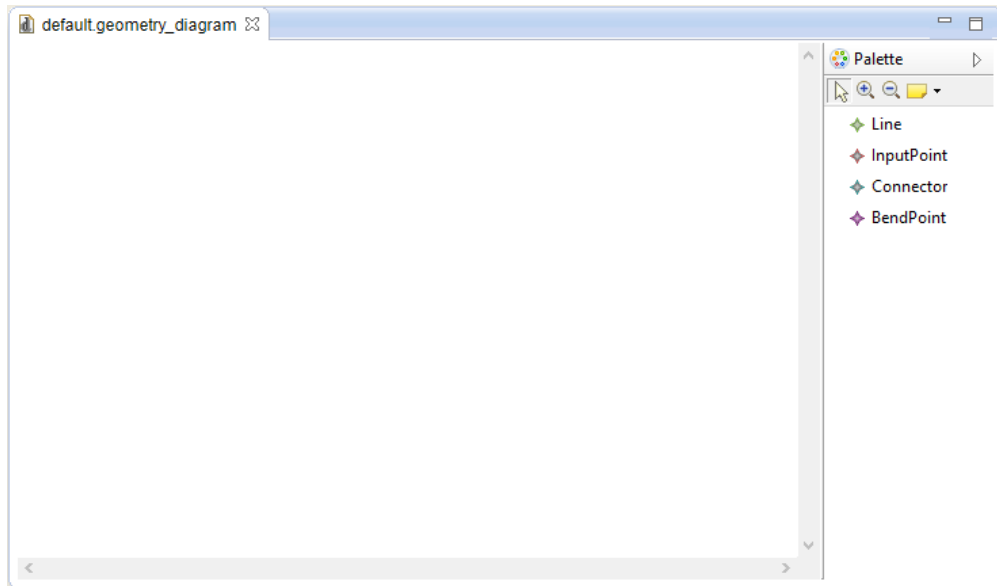 default.geometry_diagram
Palette
Line
InputPoint
Connector
BendPoint